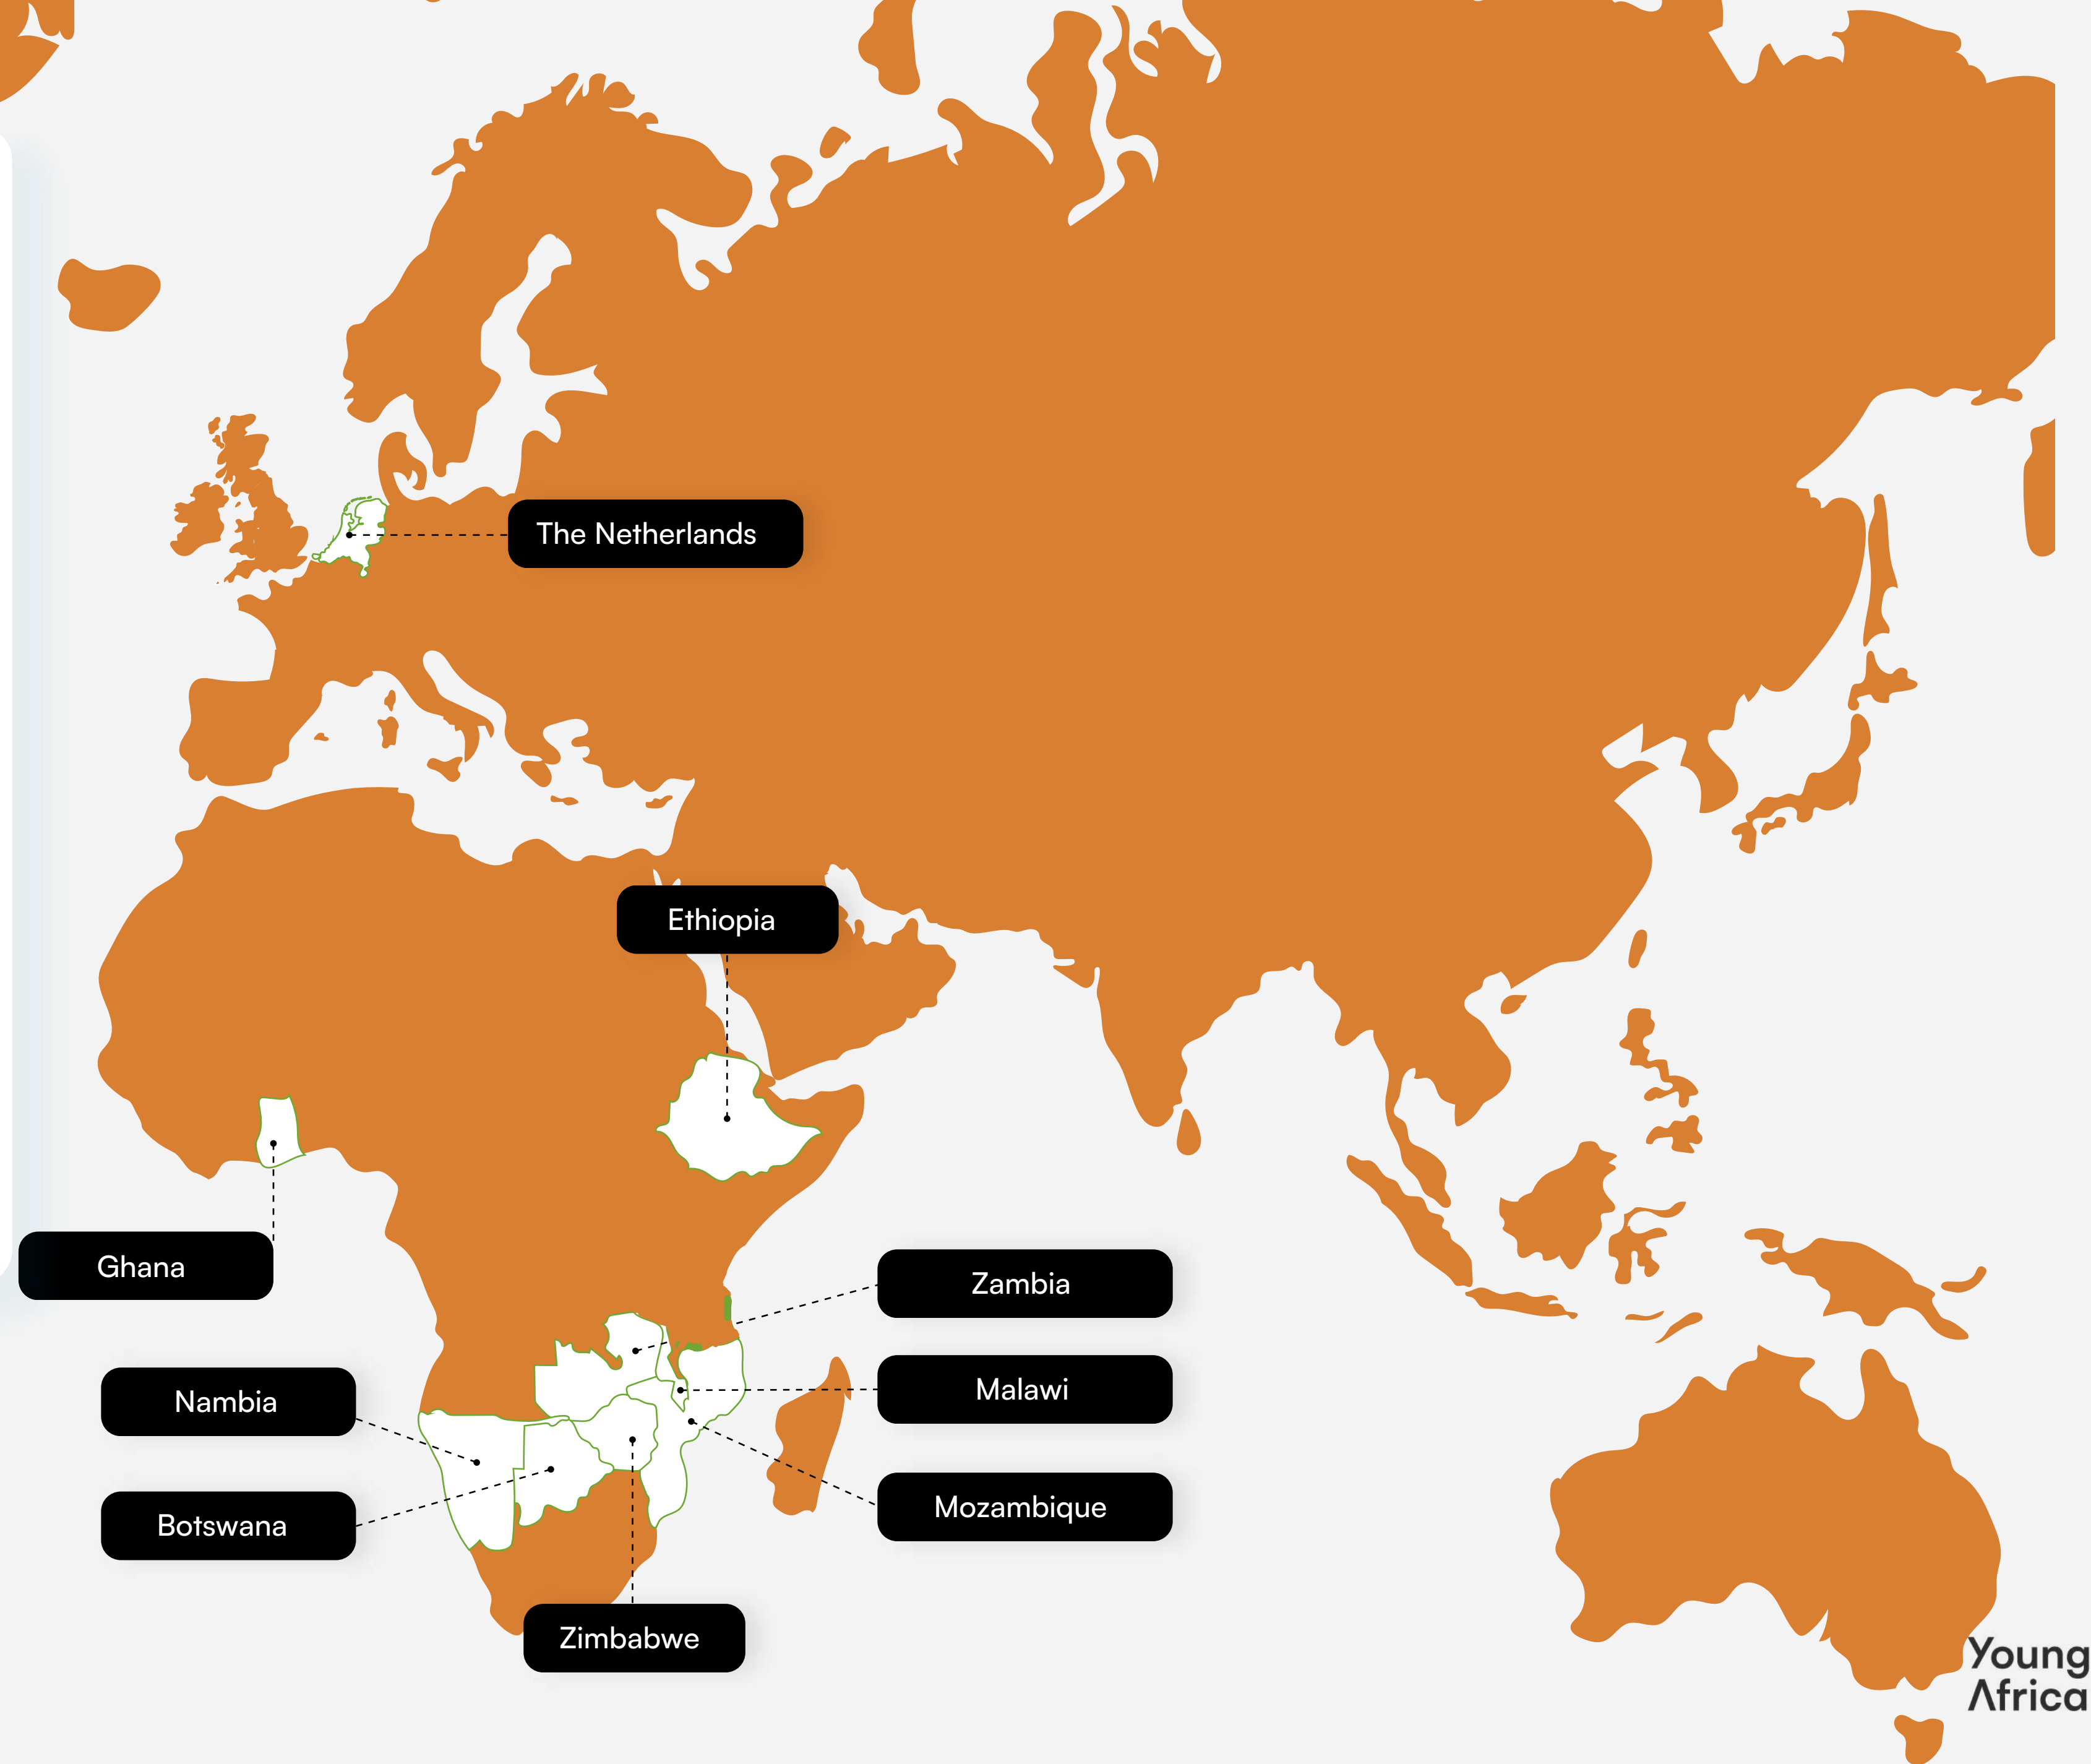 The Netherlands
Ethiopia
Ghana
Zambia
Nambia
Malawi
Botswana
Mozambique
Zimbabwe
Young
Africa